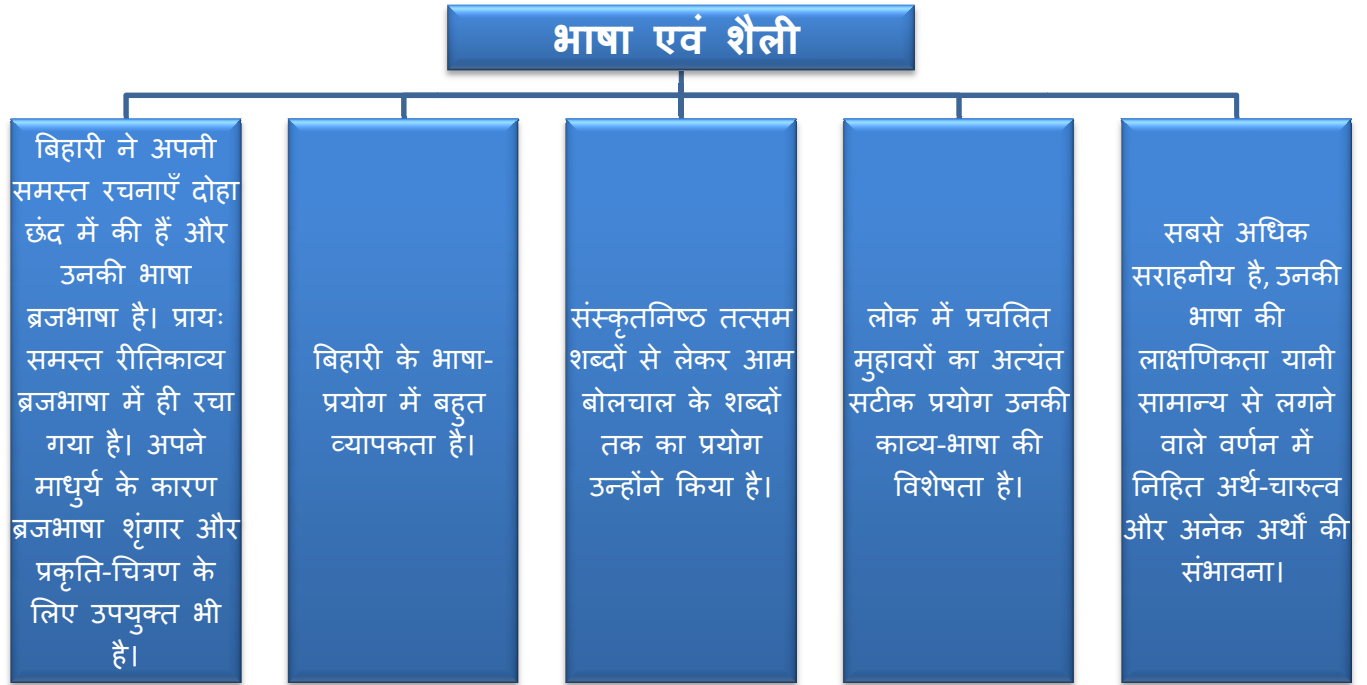 भाषा एवं शैली
बिहारी ने अपनी
समस्त रचनाएँ दोहा
छंद में की हैं और
उनकी भाषा
ब्रजभाषा है। प्रायः
समस्त रीतिकाव्य
ब्रजभाषा में ही रचा
गया है। अपने
माधुर्य के कारण
ब्रजभाषा शृंगार और
प्रकृति-चित्रण के
लिए उपयुक्त भी
है।
बिहारी के भाषा-
प्रयोग में बहुत
व्यापकता है।
संस्कृतनिष्ठ तत्सम
शब्दों से लेकर आम
बोलचाल के शब्दों
तक का प्रयोग
उन्होंने किया है।
लोक में प्रचलित
मुहावरों का अत्यंत
सटीक प्रयोग उनकी
काव्य-भाषा की
विशेषता है।
सबसे अधिक
सराहनीय है, उनकी
भाषा की
लाक्षणिकता यानी
सामान्य से लगने
वाले वर्णन में
निहित अर्थ-चारुत्व
और अनेक अर्थों की
संभावना।